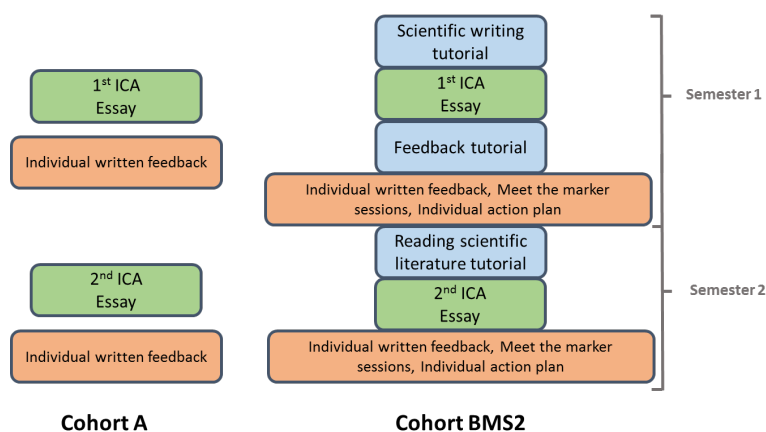 1st ICA
Essay
Individual written feedback
2nd ICA
Essay
Individual written feedback
Cohort A
Scientific writing
tutorial
1st ICA
Essay
Feedback tutorial
Individual written feedback, Meet the marker
sessions, Individual action plan
Reading scientific
literature tutorial
2nd ICA
Essay
Individual written feedback, Meet the marker
sessions, Individual action plan
Cohort BMS2
Semester 1
Semester 2